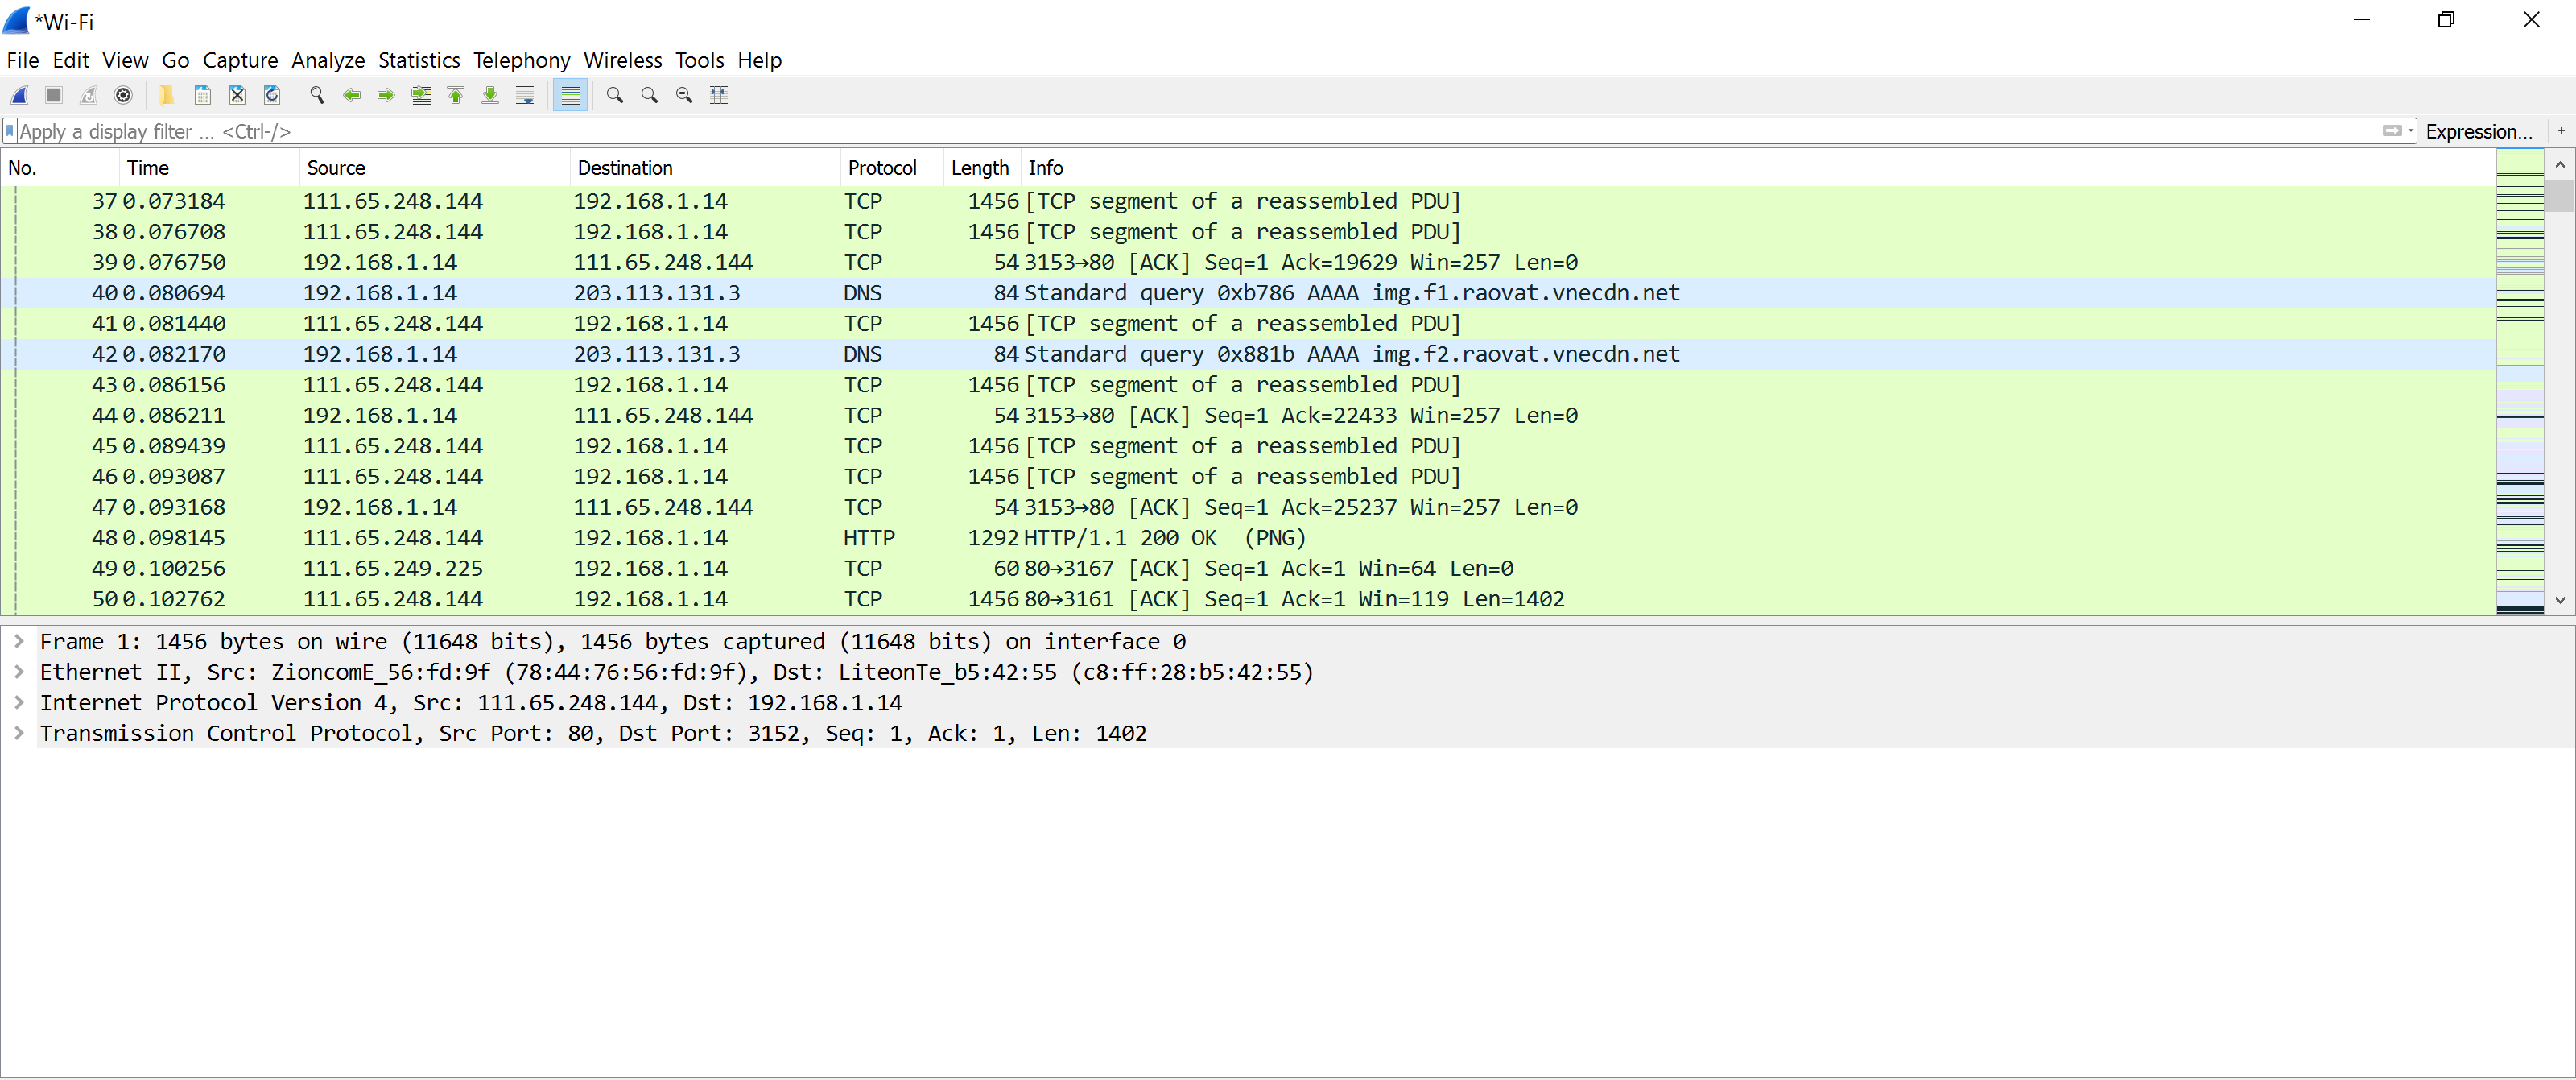 *Wi-Fi
File Edit View Go Capture Analyze Statistics Telephony Wireless Tools Help
Apply a display filter ... <Ctrl-/> Expression... +
No. Time Source Destination Protocol Length Info
37 0.073184 111.65.248.144 192.168.1.14 TCP 1456 [TCP segment of a reassembled PDU]
38 0.076708 111.65.248.144 192.168.1.14 TCP 1456 [TCP segment of a reassembled PDU]
39 0.076750 192.168.1.14 111.65.248.144 TCP 54 3153→80 [ACK] Seq=1 Ack=19629 Win=257 Len=0
40 0.080694 192.168.1.14 203.113.131.3 DNS 84 Standard query 0xb786 AAAA img.f1.raovat.vnecdn.net
41 0.081440 111.65.248.144 192.168.1.14 TCP 1456 [TCP segment of a reassembled PDU]
42 0.082170 192.168.1.14 203.113.131.3 DNS 84 Standard query 0x881b AAAA img.f2.raovat.vnecdn.net
43 0.086156 111.65.248.144 192.168.1.14 TCP 1456 [TCP segment of a reassembled PDU]
44 0.086211 192.168.1.14 111.65.248.144 TCP 54 3153→80 [ACK] Seq=1 Ack=22433 Win=257 Len=0
45 0.089439 111.65.248.144 192.168.1.14 TCP 1456 [TCP segment of a reassembled PDU]
46 0.093087 111.65.248.144 192.168.1.14 TCP 1456 [TCP segment of a reassembled PDU]
47 0.093168 192.168.1.14 111.65.248.144 TCP 54 3153→80 [ACK] Seq=1 Ack=25237 Win=257 Len=0
48 0.098145 111.65.248.144 192.168.1.14 HTTP 1292 HTTP/1.1 200 OK (PNG)
49 0.100256 111.65.249.225 192.168.1.14 TCP 60 80→3167 [ACK] Seq=1 Ack=1 Win=64 Len=0
50 0.102762 111.65.248.144 192.168.1.14 TCP 1456 80→3161 [ACK] Seq=1 Ack=1 Win=119 Len=1402
Frame 1: 1456 bytes on wire (11648 bits), 1456 bytes captured (11648 bits) on interface 0
Ethernet II, Src: ZioncomE_56:fd:9f (78:44:76:56:fd:9f), Dst: LiteonTe_b5:42:55 (c8:ff:28:b5:42:55)
Internet Protocol Version 4, Src: 111.65.248.144, Dst: 192.168.1.14
Transmission Control Protocol, Src Port: 80, Dst Port: 3152, Seq: 1, Ack: 1, Len: 1402